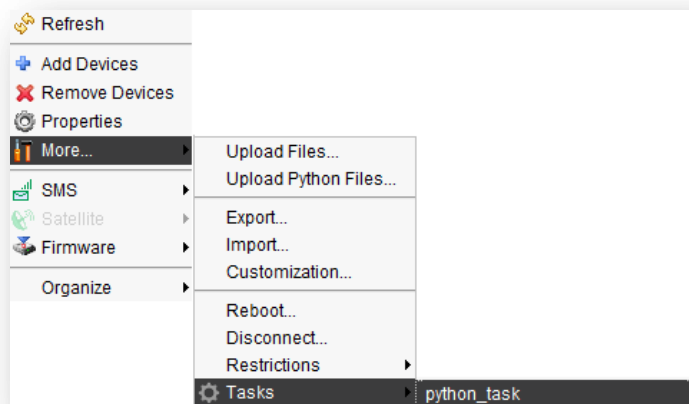 Refresh
Add Devices
Remove Devices
Properties
More...
SMS
Satellite
Firmware
Organize
Upload Files...
Upload Python Files...
Export...
Import...
Customization...
Reboot...
Disconnect...
Restrictions
Tasks
python_task